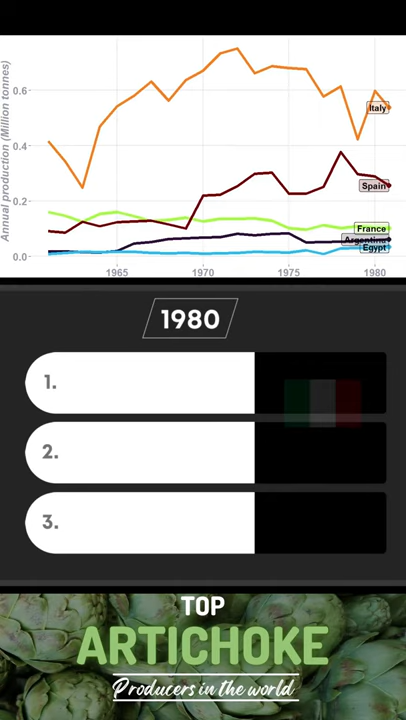 Annual production (Million tonnes)
0.6
0.4
0.2
0.0
Italy
Spain
France
Argentina
Egypt
1965
1970
1975
1980
1980
1.
2.
3.
TOP
ARTICHOKE
Producers in the world